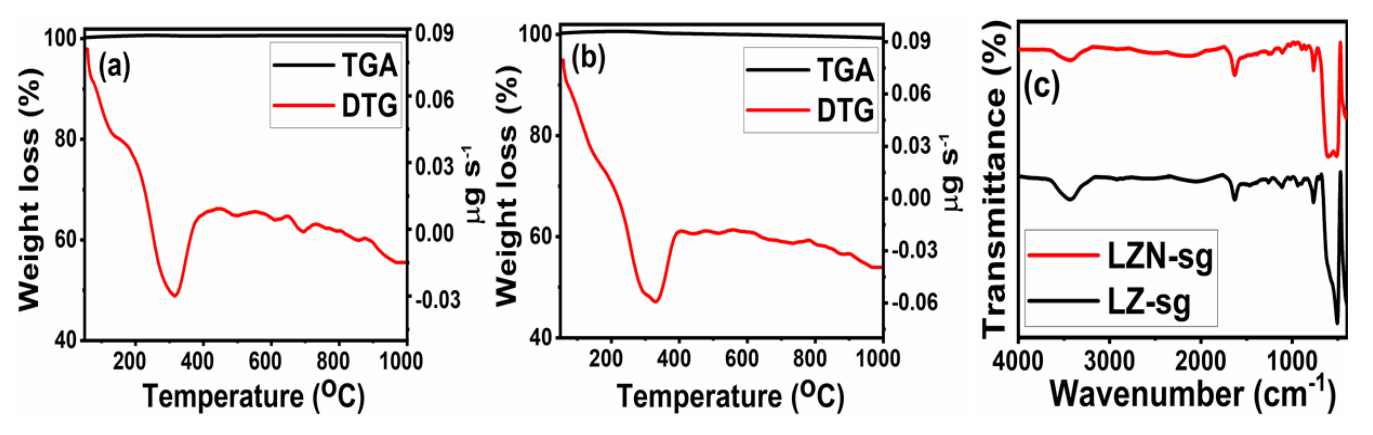 (a)
TGA
DTG
Weight loss (%)
100
80
60
40
0.09
0.06
0.03
0.00
-0.03
μg s-1
200 400 600 800 1000
Temperature (OC)
(b)
TGA
DTG
Weight loss (%)
100
80
60
40
0.09
0.06
0.03
0.00
-0.03
-0.06
μg s-1
200 400 600 800 1000
Temperature (OC)
(c)
Transmittance (%)
LZN-sg
LZ-sg
4000 3000 2000 1000
Wavenumber (cm-1)